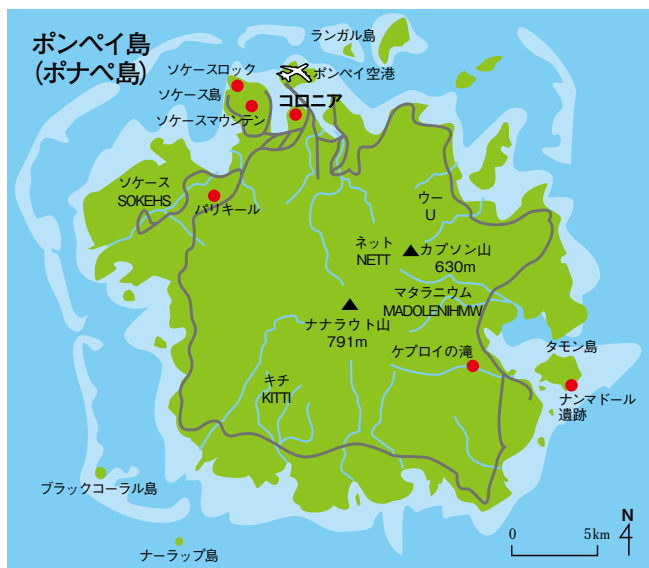 ポンペイ島
(ポナペ島)
ランガル島
ソケースロック
ポンペイ空港
ソケース島
コロニア
ソケースマウンテン
ソケース
SOKEHS
パリキール
ウー
U
ネット
NETT
カプソン山
630m
マタラニウム
MADOLENIHMW
ナナラウト山
791m
ケプロイの滝
タモン島
キチ
KITTI
ナンマドール
遺跡
ブラックコーラル島
ナーラップ島
0 5km
N